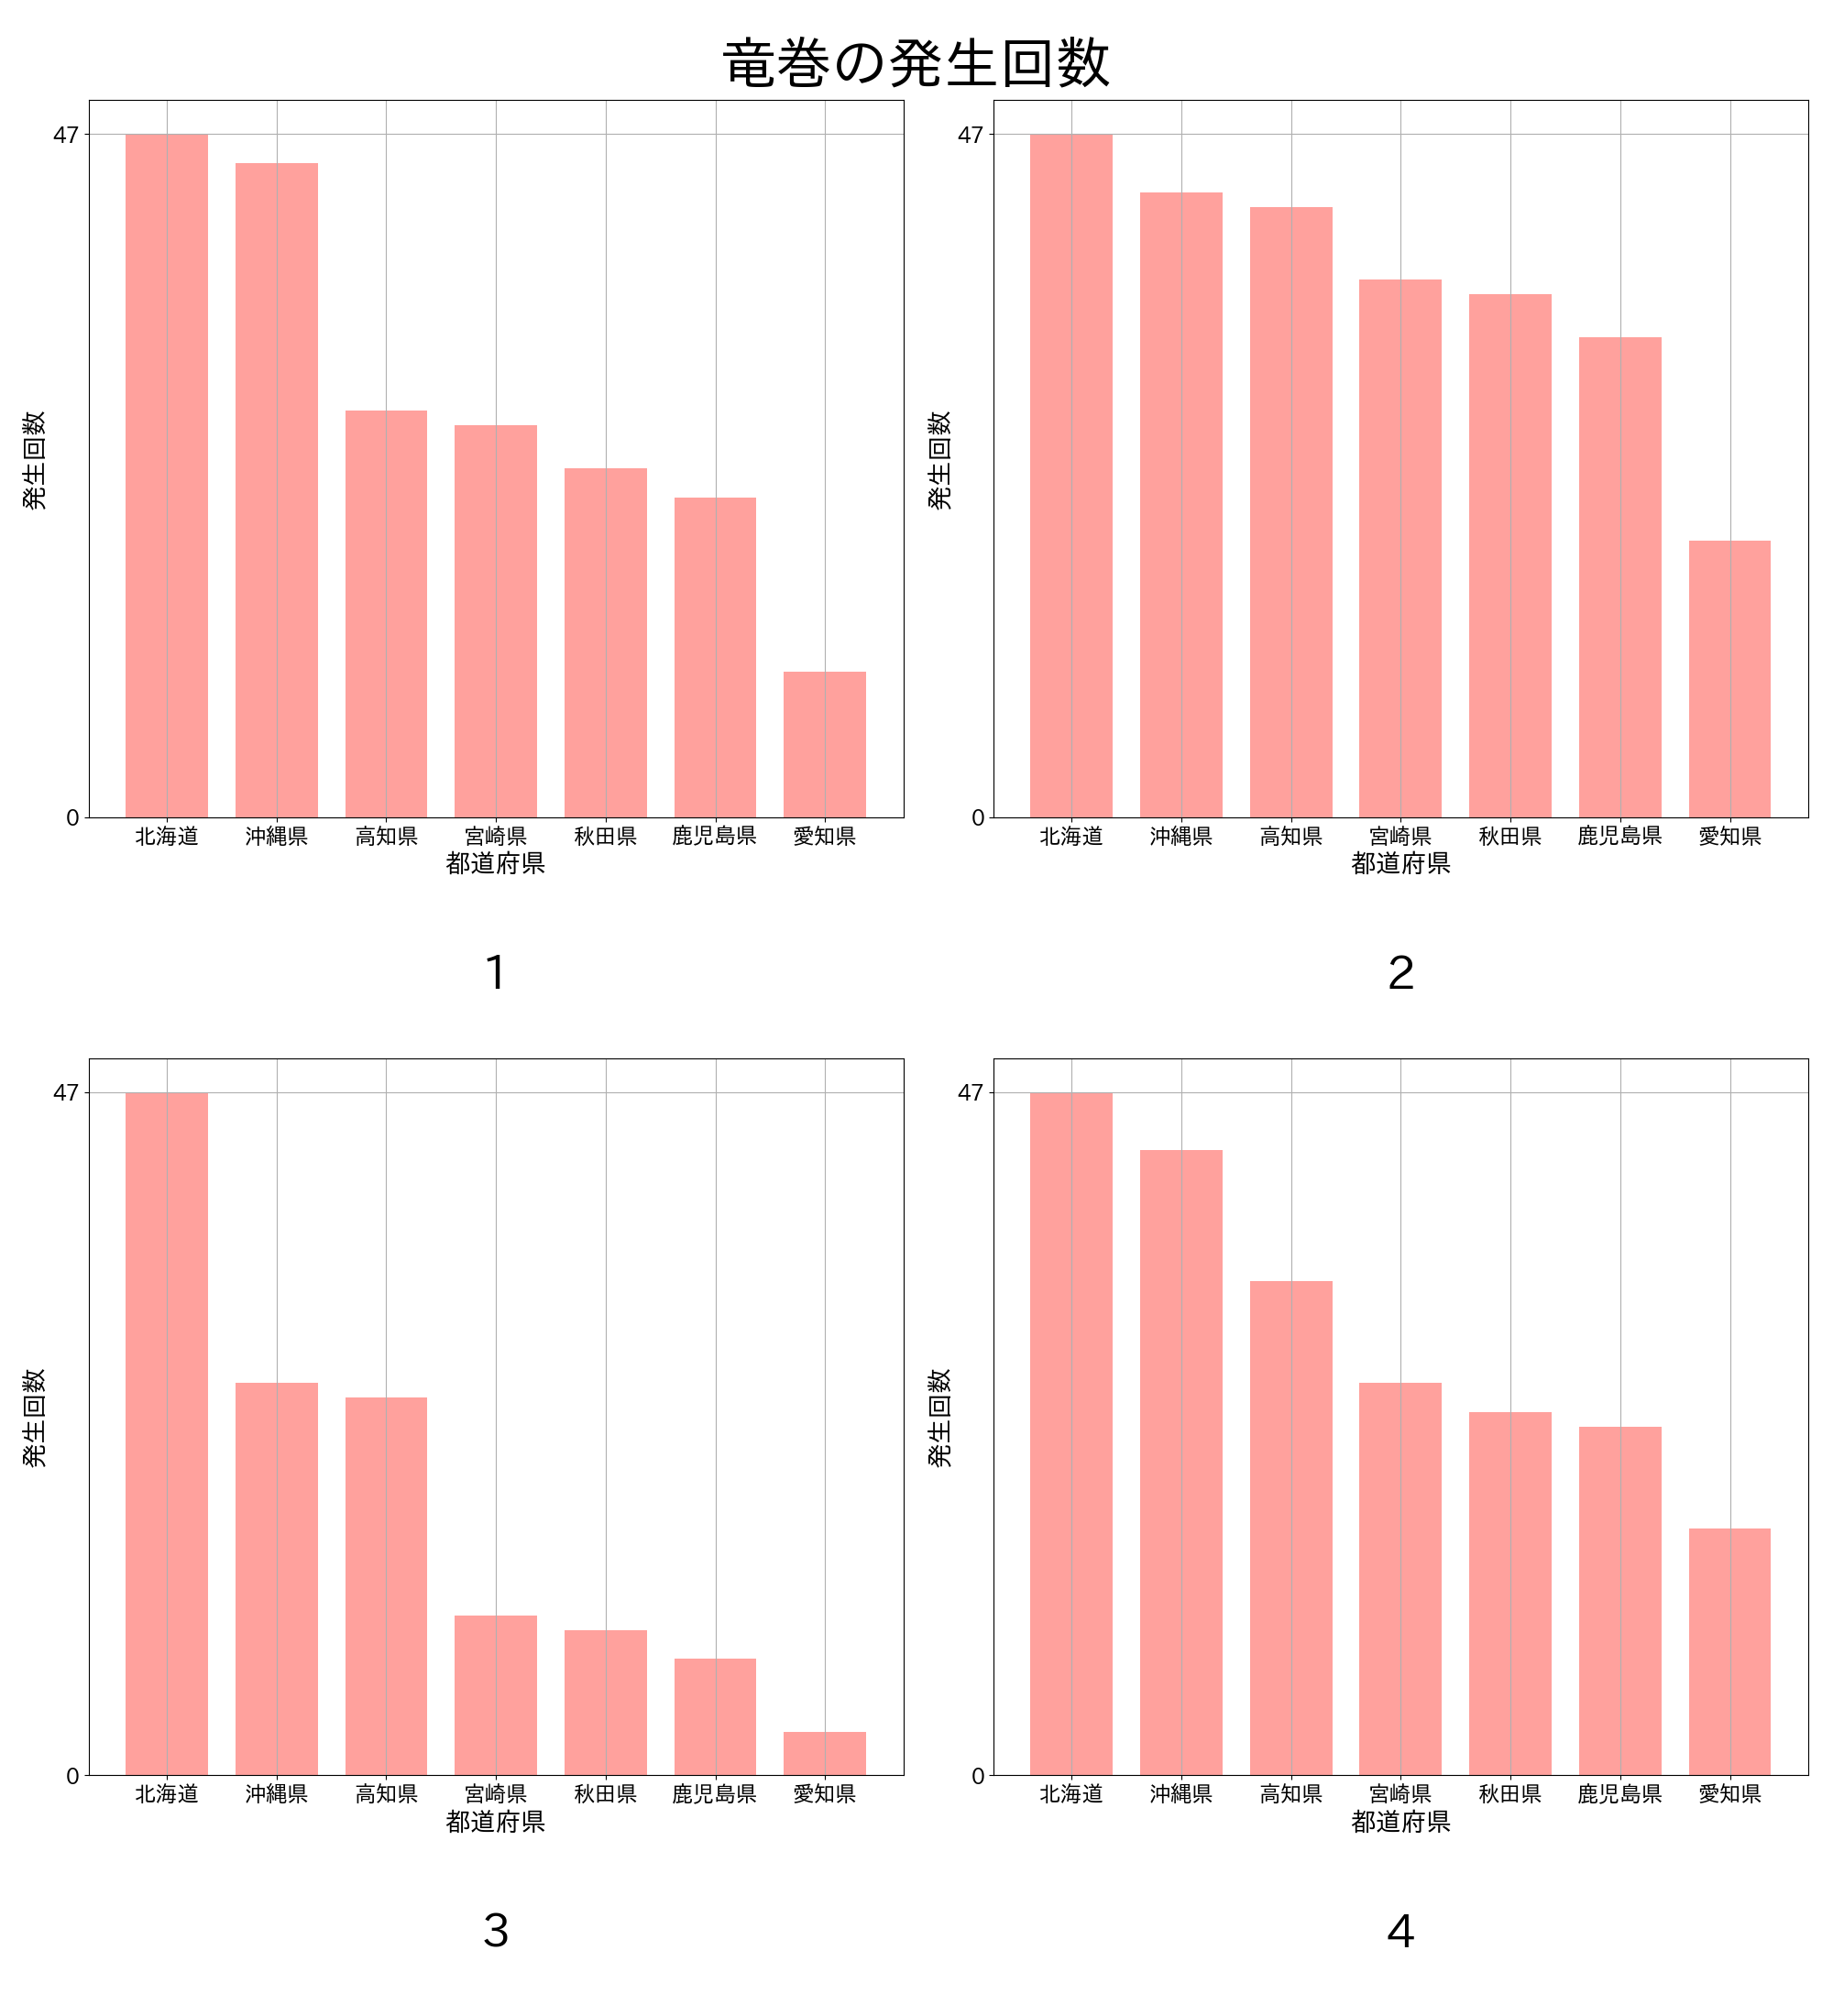 竜巻の発生回数
47
発生回数
0
北海道 沖縄県 高知県 宮崎県 秋田県 鹿児島県 愛知県
都道府県
1
47
発生回数
0
北海道 沖縄県 高知県 宮崎県 秋田県 鹿児島県 愛知県
都道府県
2
47
発生回数
0
北海道 沖縄県 高知県 宮崎県 秋田県 鹿児島県 愛知県
都道府県
3
47
発生回数
0
北海道 沖縄県 高知県 宮崎県 秋田県 鹿児島県 愛知県
都道府県
4